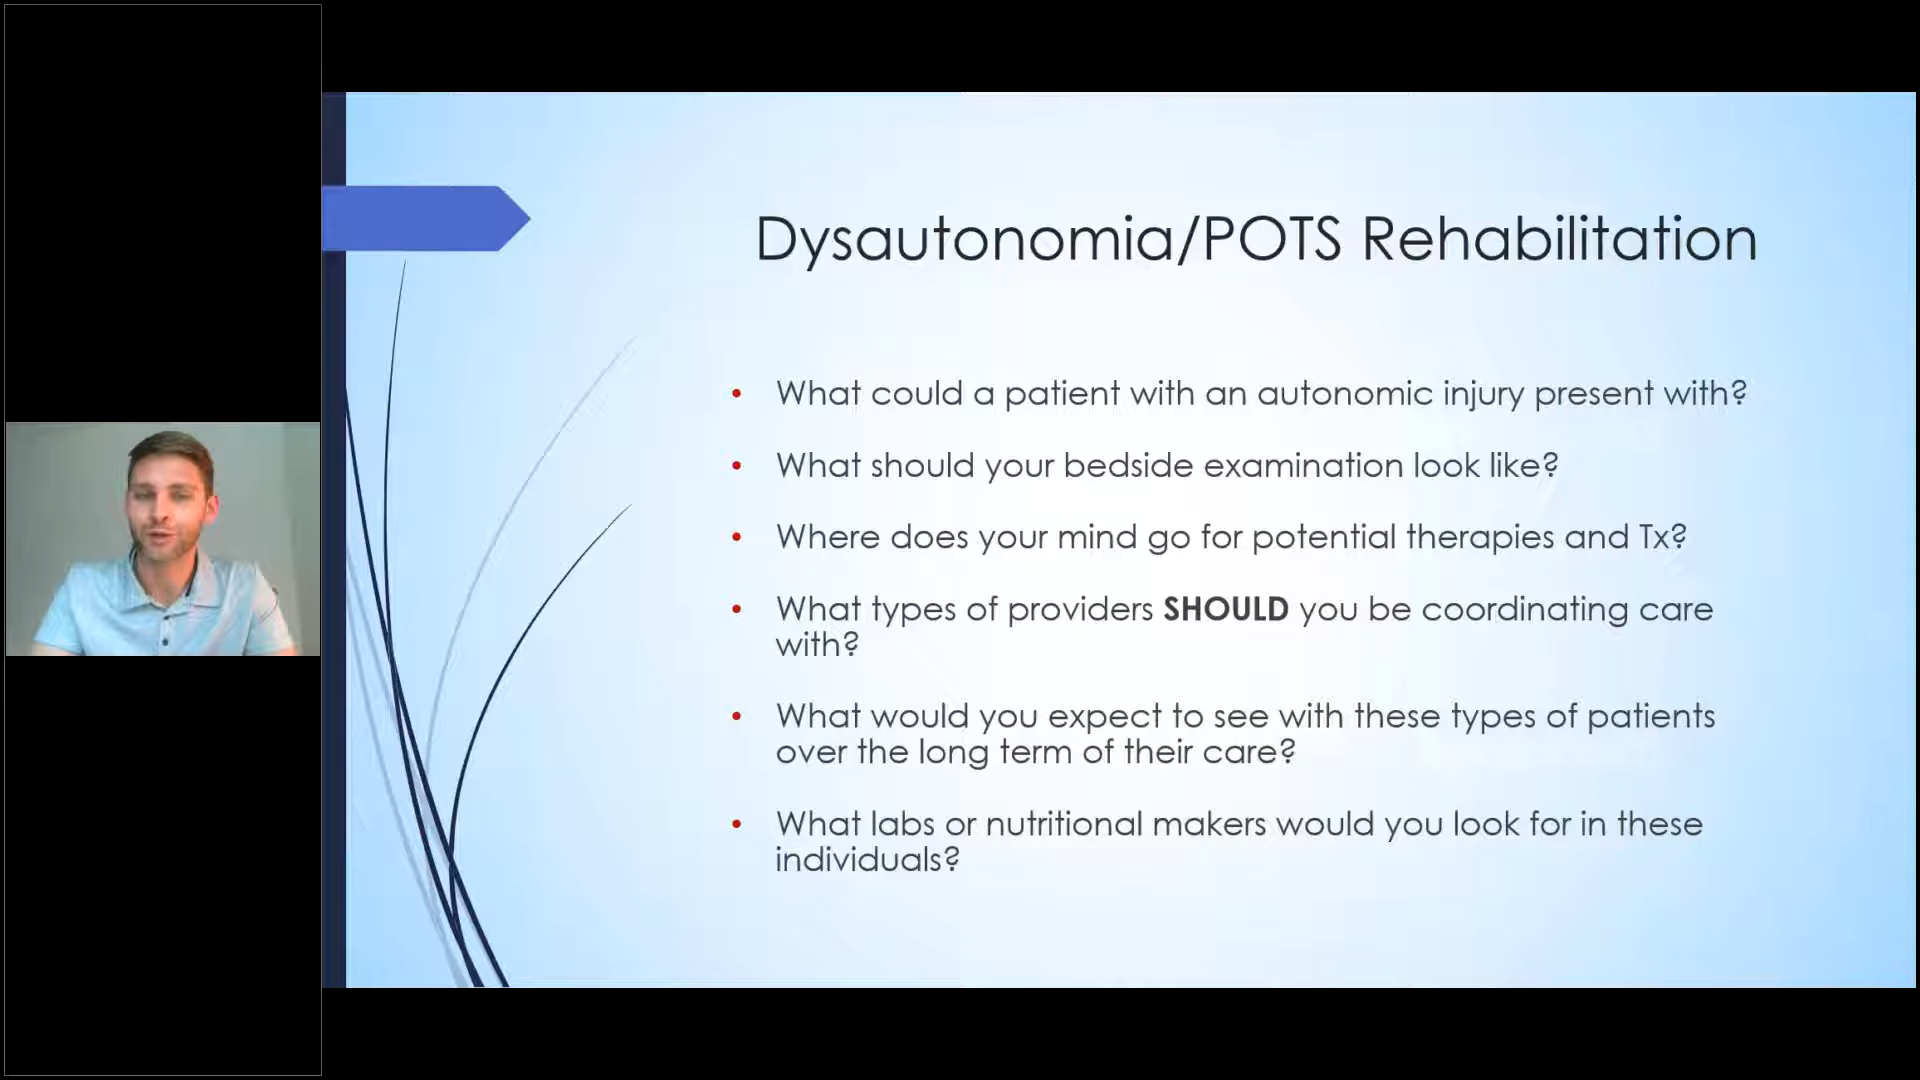 Dysautonomia/POTS Rehabilitation
• What could a patient with an autonomic injury present with?
• What should your bedside examination look like?
• Where does your mind go for potential therapies and Tx?
• What types of providers SHOULD you be coordinating care
with?
• What would you expect to see with these types of patients
over the long term of their care?
• What labs or nutritional makers would you look for in these
individuals?